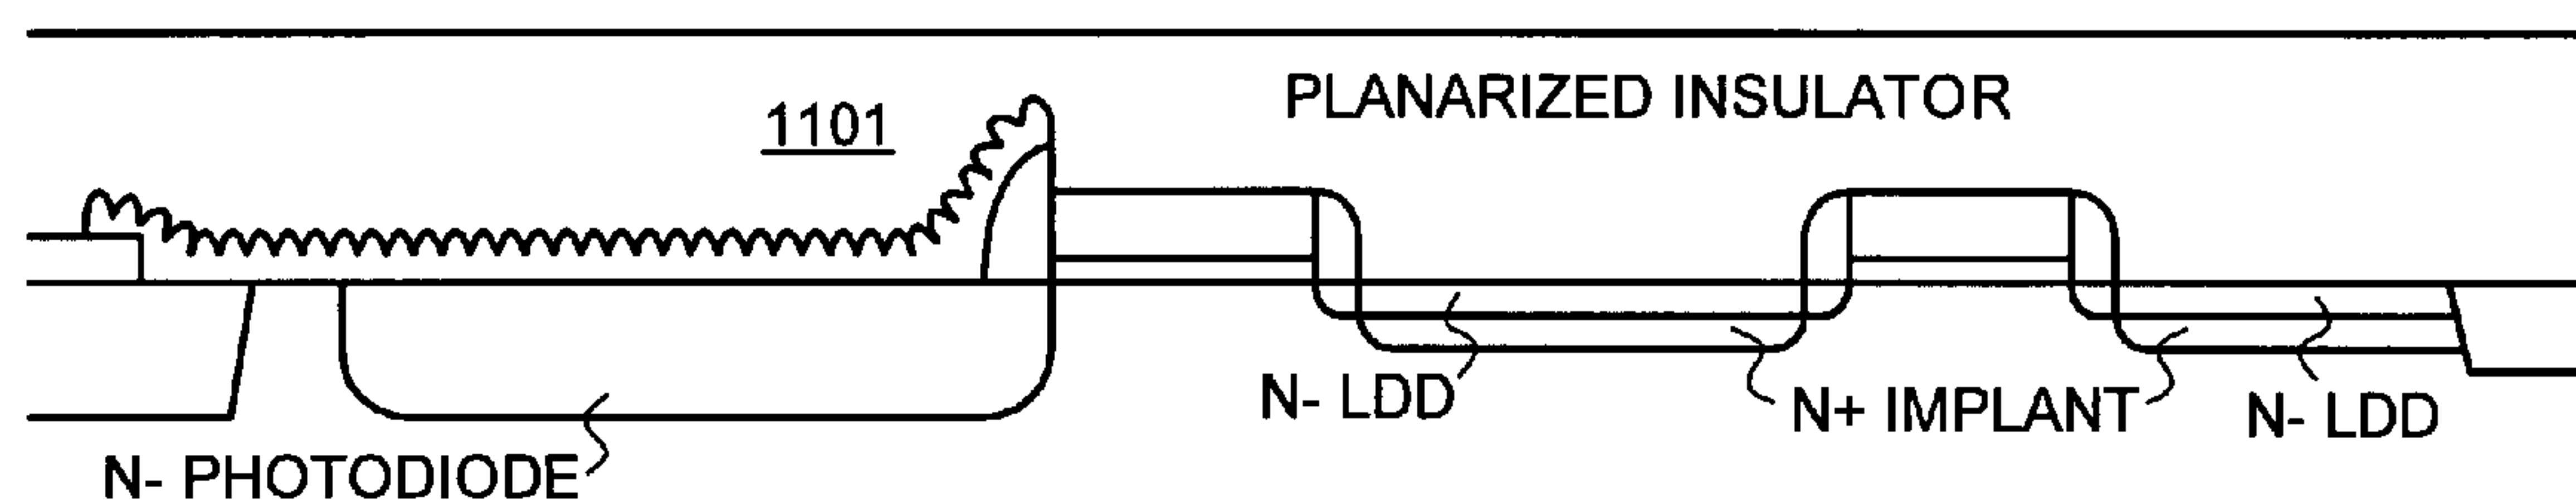 PLANARIZED INSULATOR
1101
N- LDD
N+ IMPLANT
N- LDD
N- PHOTODIODE